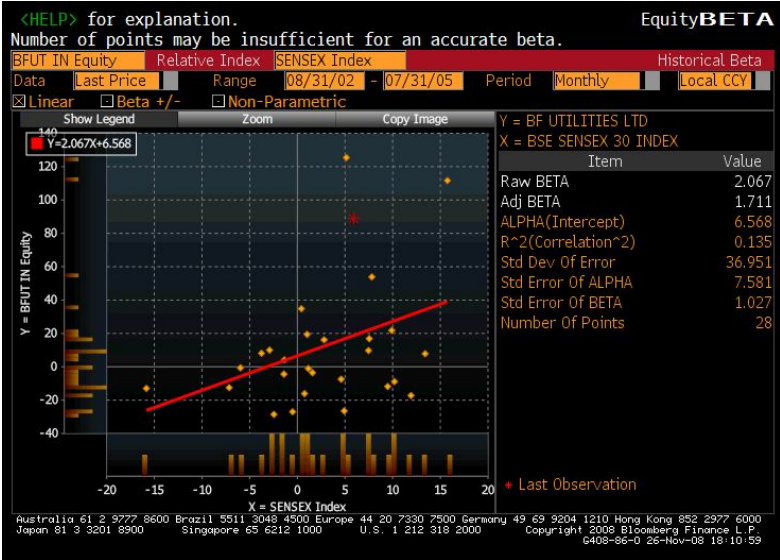 <HELP> for explanation.
EquityBETA
Number of points may be insufficient for an accurate beta.
BFUT IN Equity Relative Index SENSEX Index Historical Beta
Data Last Price Range 08/31/02 - 07/31/05 Period Monthly Local CCY
Linear Beta +/- Non-Parametric
Show Legend Zoom Copy Image
Y = BF UTILITIES LTD
X = BSE SENSEX 30 INDEX
Item Value
Raw BETA 2.067
Adj BETA 1.711
ALPHA(Intercept) 6.568
R^2(Correlation^2) 0.135
Std Dev Of Error 36.951
Std Error Of ALPHA 7.581
Std Error Of BETA 1.027
Number Of Points 28
* Last Observation
Y=2.067X+6.568
Y = BFUT IN Equity
140
120
100
80
60
40
20
0
-20
-40
-20 -15 -10 -5 0 5 10 15 20
X = SENSEX Index
Australia 61 2 9777 8600 Brazil 5511 3048 4500 Europe 44 20 7330 7500 Germany 49 69 9204 1210 Hong Kong 852 2977 6000
Japan 81 3 3201 8900 Singapore 65 6212 1000 U.S. 1 212 318 2000 Copyright 2008 Bloomberg Finance L.P.
G408-86-0 26-Nov-08 18:10:59